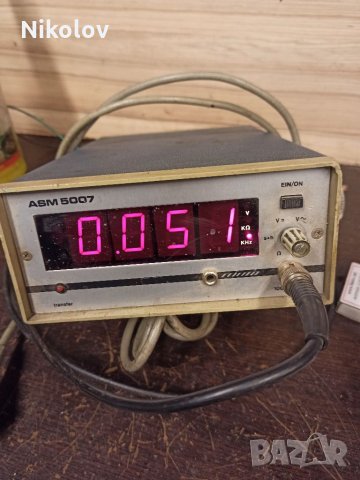 Nikolov
ASM 5007
EIN/ON
0.051
V
KΩ
KHz
V=
V~
Ω
transfer
BAZAR